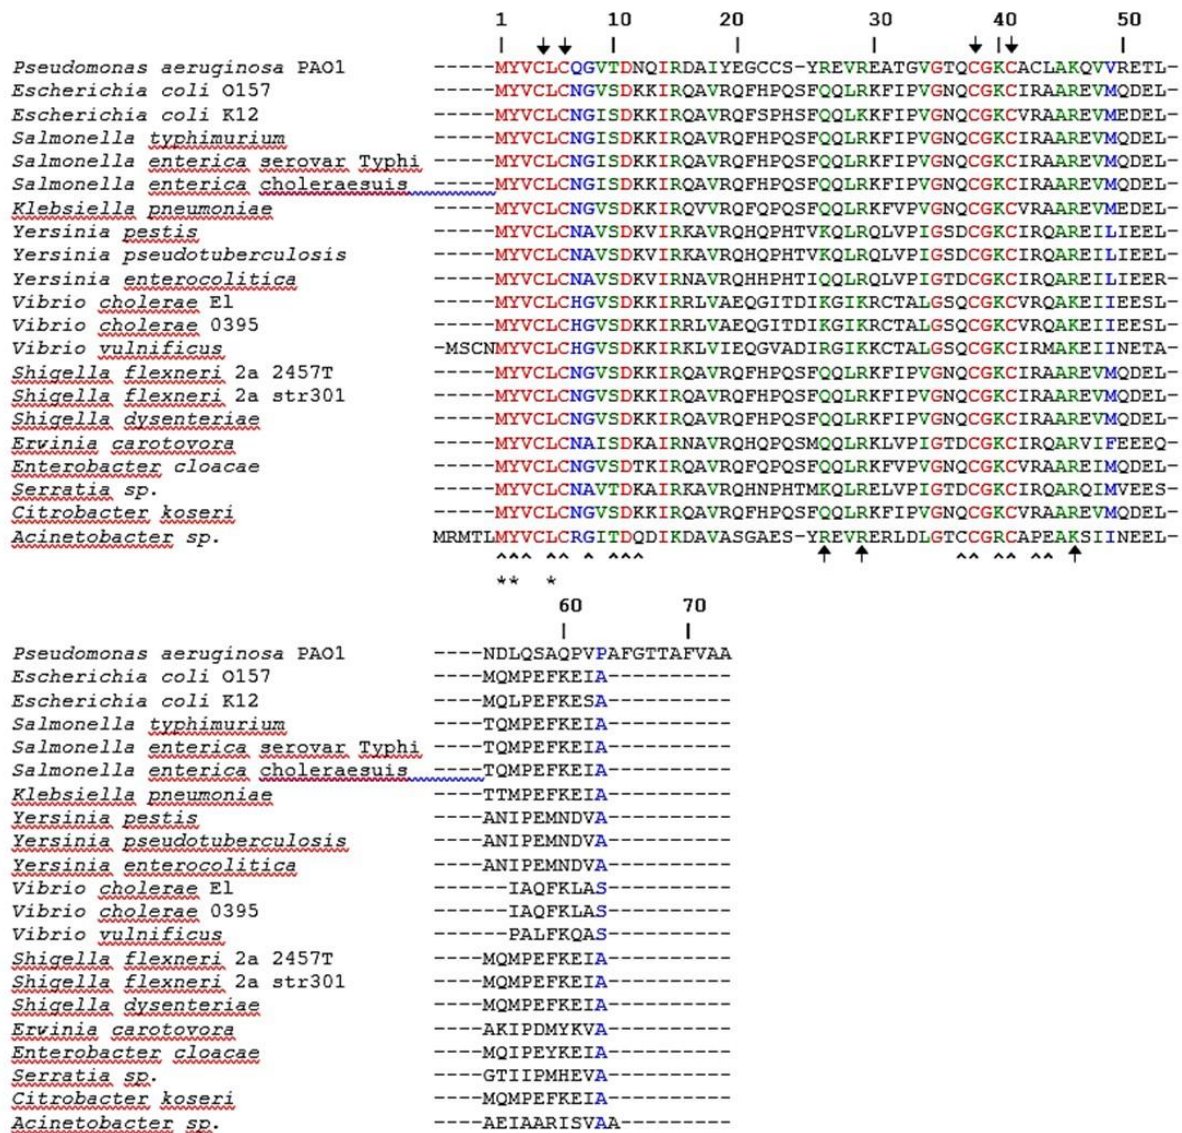 1 10 20 30 40 50
Pseudomonas aeruginosa PAO1 -----MYVCLCQGVTDNQIRDAIYEGCCS-YREVREATGVGTQCGKCACLAKQVVRETL-
Escherichia coli O157 -----MYVCLCNGVSDKKIRQAVRQFHPQSFQQLRKFIPVGNQCGKCIRAAREVMQDEL-
Escherichia coli K12 -----MYVCLCNGISDKKIRQAVRQFSPHSFQQLKKFIPVGNQCGKCVRAAREVMEDEL-
Salmonella typhimurium -----MYVCLCNGISDKKIRQAVRQFHPQSFQQLRKFIPVGNQCGKCIRAAREVMQDEL-
Salmonella enterica serovar Typhi -----MYVCLCNGISDKKIRQAVRQFHPQSFQQLRKFIPVGNQCGKCIRAAREVMQDEL-
Salmonella enterica choleraesuis -----MYVCLCNGISDKKIRQAVRQFHPQSFQQLRKFIPVGNQCGKCIRAAREVMQDEL-
Klebsiella pneumoniae -----MYVCLCNGVSDKKIRQVVRQFQPQSFQQLRKFVPVGNQCGKCVRAAREVMEDEL-
Yersinia pestis -----MYVCLCNAVSDKVIRKAVRQHQPHTVKQLRQLVPIGSDCGKCIRQAREILIEEL-
Yersinia pseudotuberculosis -----MYVCLCNAVSDKVIRKAVRQHQPHTVKQLRQLVPIGSDCGKCIRQAREILIEEL-
Yersinia enterocolitica -----MYVCLCNAVSDKVIRNAVRQHHPHTIKQLRQLVPIGTDCGKCIRQAREILIEER-
Vibrio cholerae El -----MYVCLCHGVSDKKIRRLVAEQGITDIKGIKRCTALGSQCGKCVRQAKEIIEESL-
Vibrio cholerae 0395 -----MYVCLCHGVSDKKIRRLVAEQGITDIKGIKRCTALGSQCGKCVRQAKEIIEESL-
Vibrio vulnificus -MSCNMYVCLCHGVSDKKIRKLVIEQGVADIRGIKKCTALGSQCGKCIRMAKEIINETA-
Shigella flexneri 2a 2457T -----MYVCLCNGVSDKKIRQAVRQFHPQSFQQLRKFIPVGNQCGKCIRAAREVMQDEL-
Shigella flexneri 2a str301 -----MYVCLCNGVSDKKIRQAVRQFHPQSFQQLRKFIPVGNQCGKCIRAAREVMQDEL-
Shigella dysenteriae -----MYVCLCNGVSDKKIRQAVRQFHPQSFQQLRKFIPVGNQCGKCIRAAREVMQDEL-
Erwinia carotovora -----MYVCLCNAISDKAIRNAVRQHQPQSMQQLRKLVPIGTDCGKCIRQARVIFEEEQ-
Enterobacter cloacae -----MYVCLCNGVSDTKIRQAVRQFQPQSFQQLRKFVPVGNQCGKCVRAAREIMQDEL-
Serratia sp. -----MYVCLCNAVTDKAIRKAVRQHNPHTMKQLRELVPIGTDCGKCIRQARQIMVEES-
Citrobacter koseri -----MYVCLCNGVSDKKIRQAVRQFHPQSFQQLRKFIPVGNQCGKCIRAAREVMQDEL-
Acinetobacter sp. MRMTLMYVCLCRGITDQDIKDAVASGAES-YREVRERLDLGTCCGRCAPEAKSIINEEL-
^^^ ^^ ^ ^^^ ^^ ^^ ^^
** *
60 70
Pseudomonas aeruginosa PAO1 ----NDLQSAQPVPAFGTTAFVAA
Escherichia coli O157 ----MQMPEFKEIA----------
Escherichia coli K12 ----MQLPEFKESA----------
Salmonella typhimurium ----TQMPEFKEIA----------
Salmonella enterica serovar Typhi ----TQMPEFKEIA----------
Salmonella enterica choleraesuis ----TQMPEFKEIA----------
Klebsiella pneumoniae ----TTMPEFKEIA----------
Yersinia pestis ----ANIPEMNDVA----------
Yersinia pseudotuberculosis ----ANIPEMNDVA----------
Yersinia enterocolitica ----ANIPEMNDVA----------
Vibrio cholerae El ------IAQFKLAS----------
Vibrio cholerae 0395 ------IAQFKLAS----------
Vibrio vulnificus ------PALFKQAS----------
Shigella flexneri 2a 2457T ----MQMPEFKEIA----------
Shigella flexneri 2a str301 ----MQMPEFKEIA----------
Shigella dysenteriae ----MQMPEFKEIA----------
Erwinia carotovora ----AKIPDMYKVA----------
Enterobacter cloacae ----MQIPEYKEIA----------
Serratia sp. ----GTIIPMHEVA----------
Citrobacter koseri ----MQMPEFKEIA----------
Acinetobacter sp. ----AEIAARISVAA---------